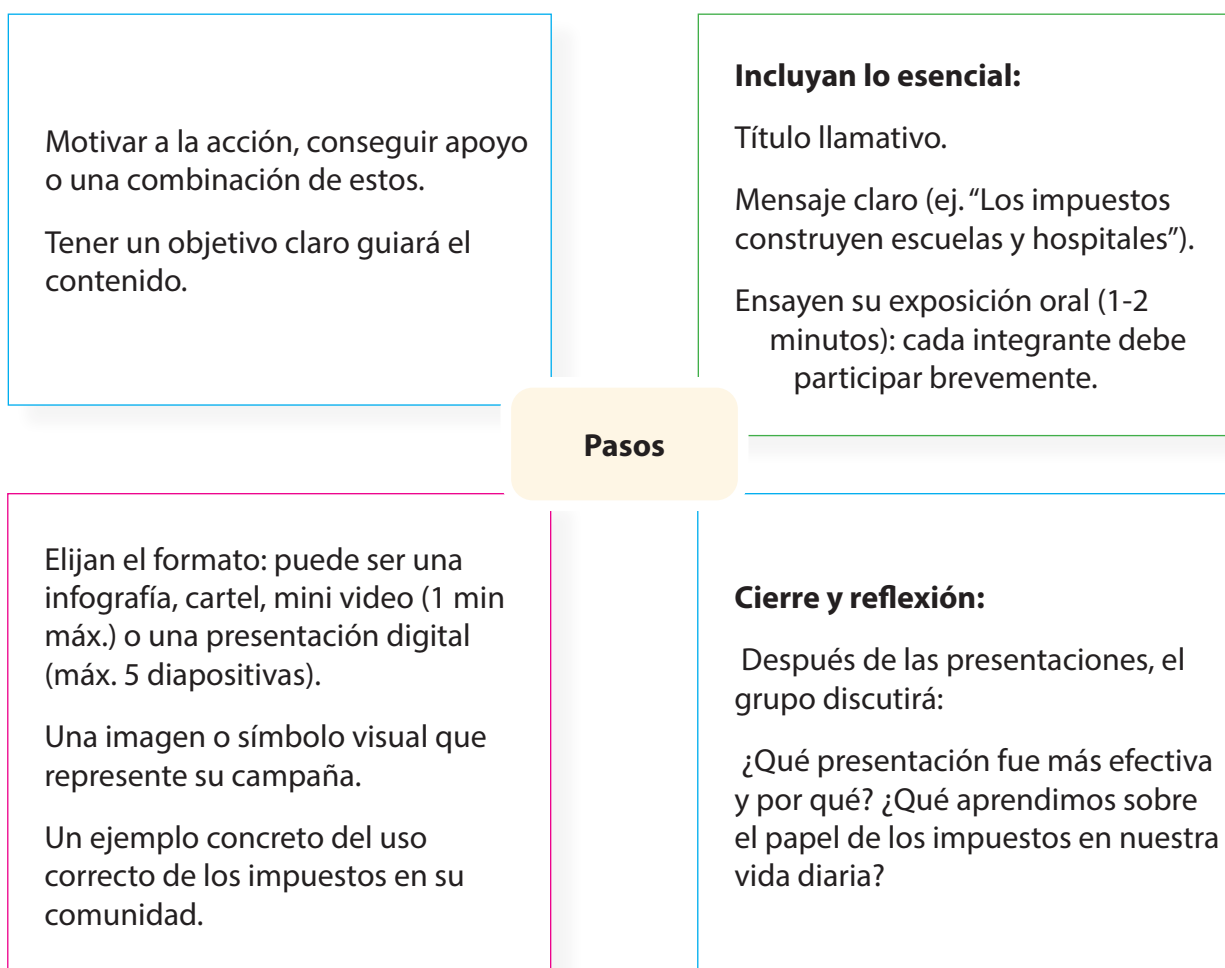 Motivar a la acción, conseguir apoyo
o una combinación de estos.
Tener un objetivo claro guiará el
contenido.
Incluyan lo esencial:
Título llamativo.
Mensaje claro (ej. “Los impuestos
construyen escuelas y hospitales”).
Ensayen su exposición oral (1-2
minutos): cada integrante debe
participar brevemente.
Pasos
Elijan el formato: puede ser una
infografía, cartel, mini video (1 min
máx.) o una presentación digital
(máx. 5 diapositivas).
Una imagen o símbolo visual que
represente su campaña.
Un ejemplo concreto del uso
correcto de los impuestos en su
comunidad.
Cierre y reflexión:
Después de las presentaciones, el
grupo discutirá:
¿Qué presentación fue más efectiva
y por qué? ¿Qué aprendimos sobre
el papel de los impuestos en nuestra
vida diaria?